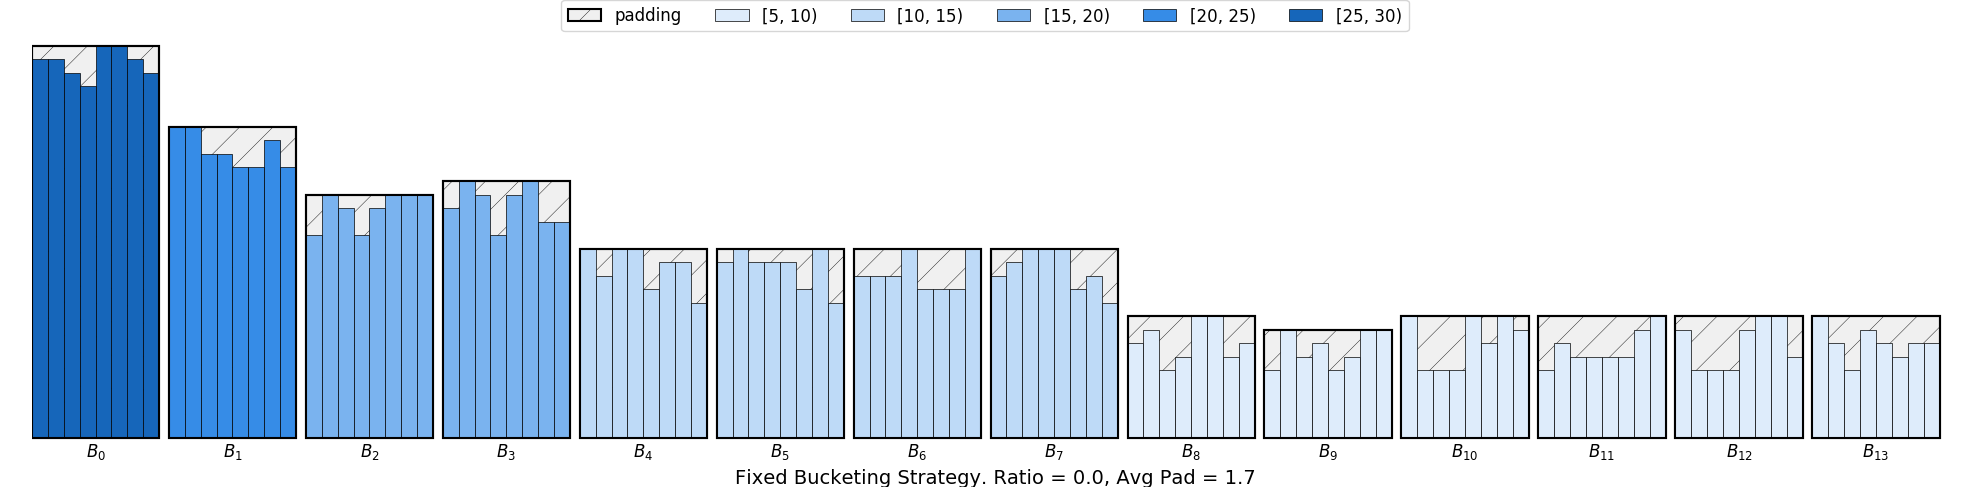 padding [5, 10) [10, 15) [15, 20) [20, 25) [25, 30)
B₀ B₁ B₂ B₃ B₄ B₅ B₆ B₇ B₈ B₉ B₁₀ B₁₁ B₁₂ B₁₃
Fixed Bucketing Strategy. Ratio = 0.0, Avg Pad = 1.7